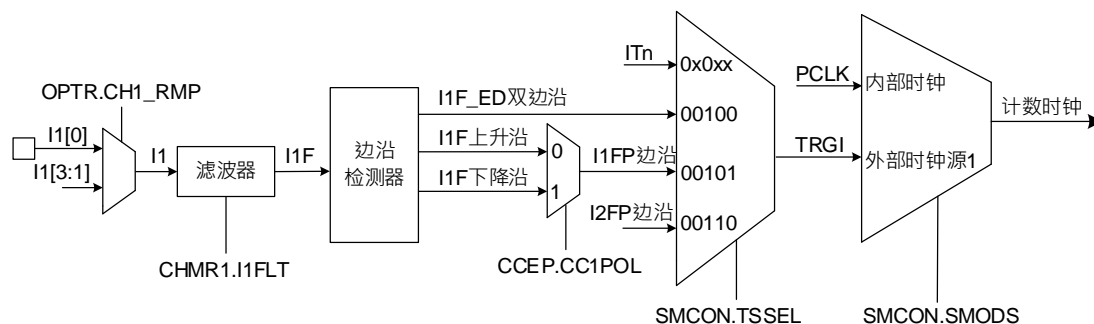 OPTR.CH1_RMP
I1[0]
I1[3:1]
I1
滤波器
CHMR1.I1FLT
I1F
边沿
检测器
I1F_ED双边沿
I1F上升沿
I1F下降沿
0
1
CCEP.CC1POL
ITn
I1FP边沿
I2FP边沿
0x0xx
00100
00101
00110
SMCON.TSSEL
PCLK
TRGI
内部时钟
外部时钟源1
SMCON.SMODS
计数时钟